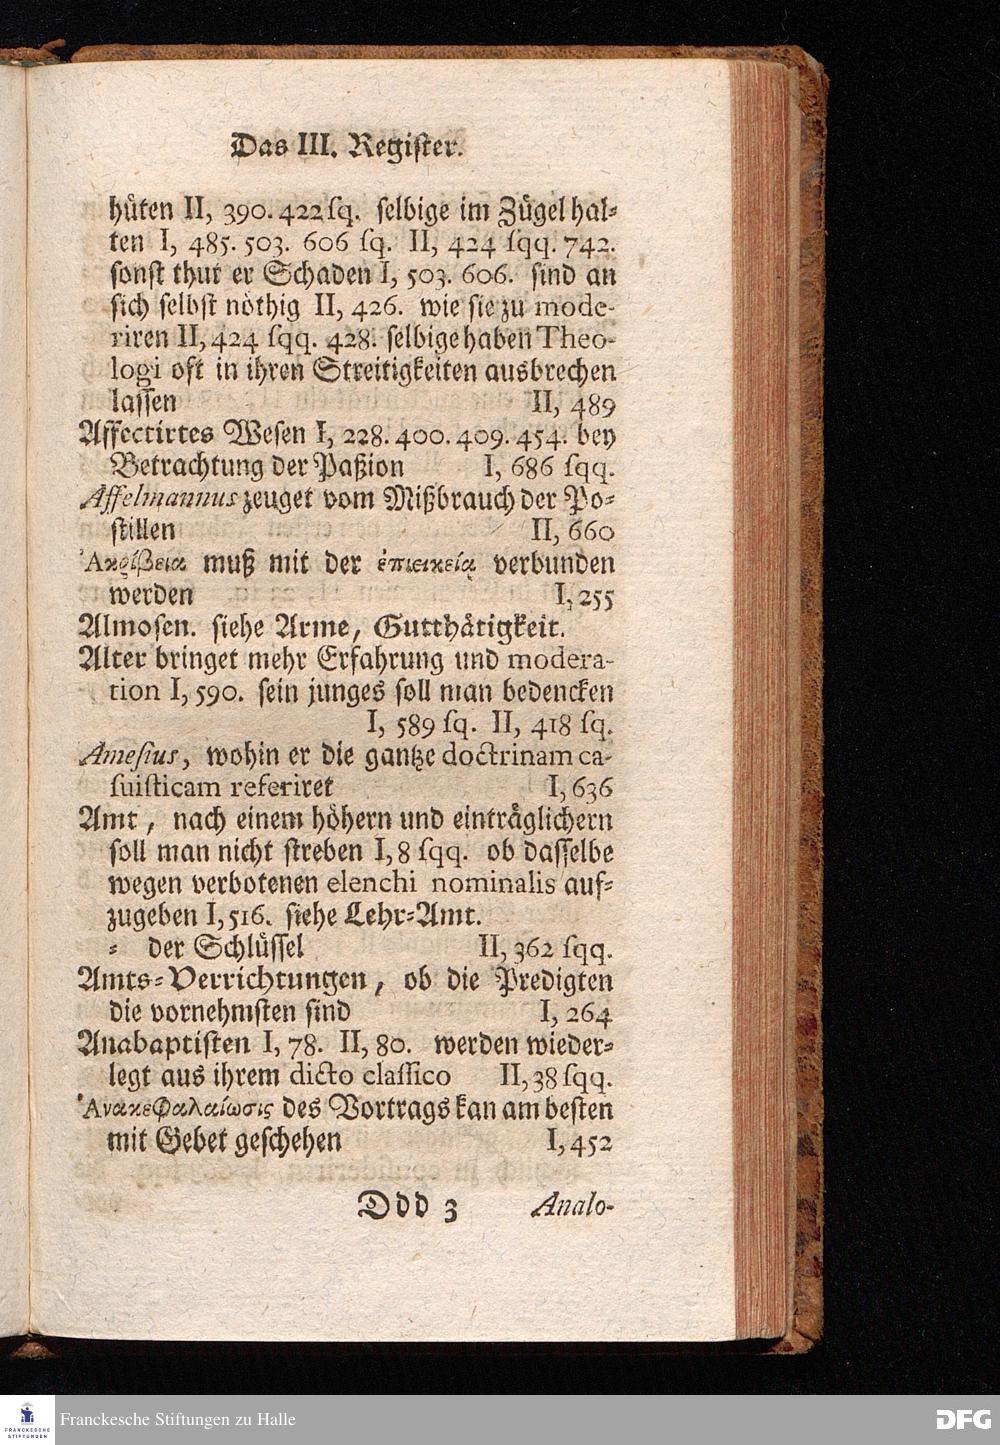 Das III. Register.
hüten II, 390. 422 sq. selbige im Zügel hal-
ten I, 485. 503. 606 sq. II, 424 sqq. 742.
sonst thut er Schaden I, 503. 606. sind an
sich selbst nöthig II, 426. wie sie zu mode-
riren II, 424 sqq. 428. selbige haben Theo-
logi oft in ihren Streitigkeiten ausbrechen
lassen II, 489
Affectirtes Wesen I, 228. 400. 409. 454. bey
Betrachtung der Paßion I, 686 sqq.
Affelmannus zeuget vom Mißbrauch der Po-
stillen II, 660
Ἀκρίβεια muß mit der ἐπιεικείᾳ verbunden
werden I, 255
Almosen. siehe Arme, Gutthätigkeit.
Alter bringet mehr Erfahrung und modera-
tion I, 590. sein junges soll man bedencken
I, 589 sq. II, 418 sq.
Amesius, wohin er die gantze doctrinam ca-
suisticam referiret I, 636
Amt, nach einem höhern und einträglichern
soll man nicht streben I, 8 sqq. ob dasselbe
wegen verbotenen elenchi nominalis auf-
zugeben I, 516. siehe Lehr-Amt.
- der Schlüssel II, 362 sqq.
Amts-Verrichtungen, ob die Predigten
die vornehmsten sind I, 264
Anabaptisten I, 78. II, 80. werden wieder-
legt aus ihrem dicto classico II, 38 sqq.
Ἀνακεφαλαίωσις des Vortrags kan am besten
mit Gebet geschehen I, 452
Ddd 3 Analo-
FRANCKESCHE STIFTUNGEN
Franckesche Stiftungen zu Halle
DFG